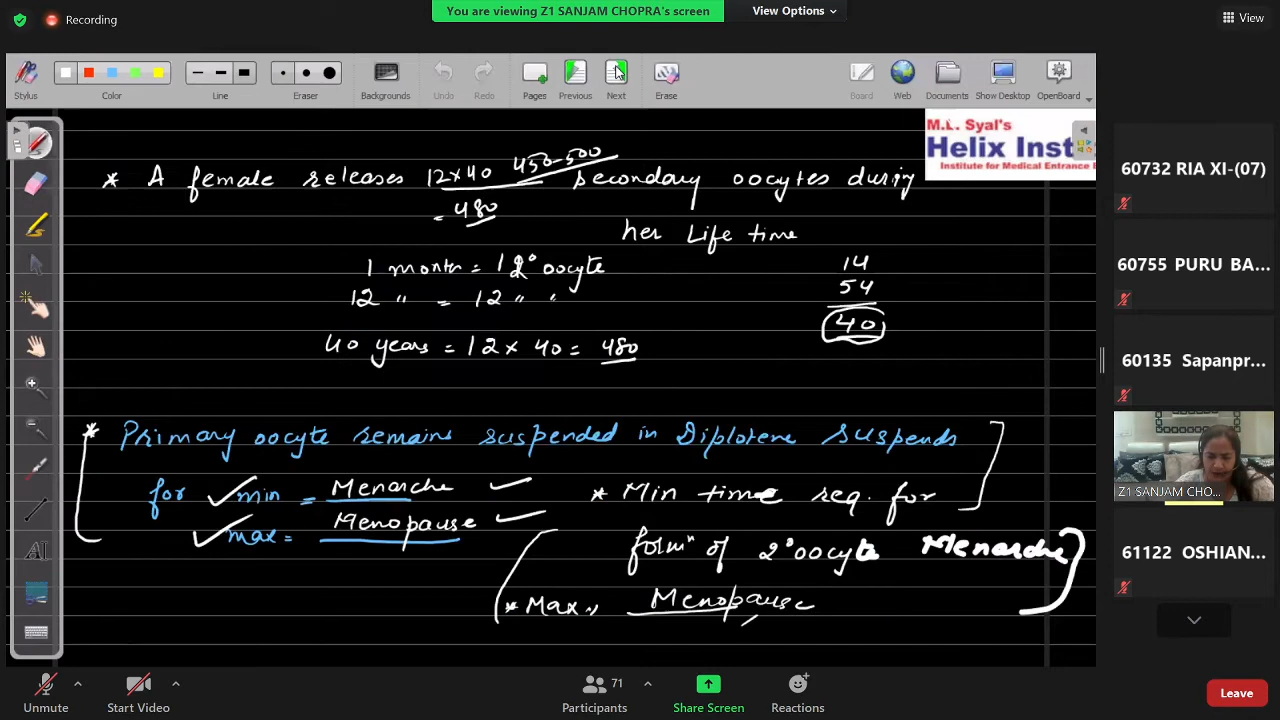 Recording
You are viewing Z1 SANJAM CHOPRA's screen
View Options
View
Stylus
Color
Line
Eraser
Backgrounds
Undo
Redo
Pages
Previous
Next
Erase
Board
Web
Documents
Show Desktop
OpenBoard
M.L. Syal's
Helix Inst
Institute for Medical Entrance
* A female releases 12×40 450-500 secondary oocytes during
= 480
her Life time
1 month = 1 2° oocyte
12 " = 12 " "
40 years = 12 × 40 = 480
14
54
40
* Primary oocyte remains suspended in Diplotene suspends
for min = Menarche
max = Menopause
* Min time req. for
formⁿ of 2° oocyte Menarche
* Max " Menopause
60732 RIA XI-(07)
60755 PURU BA...
60135 Sapanpr...
Z1 SANJAM CHO...
61122 OSHIAN...
Unmute
Start Video
71
Participants
Share Screen
Reactions
Leave